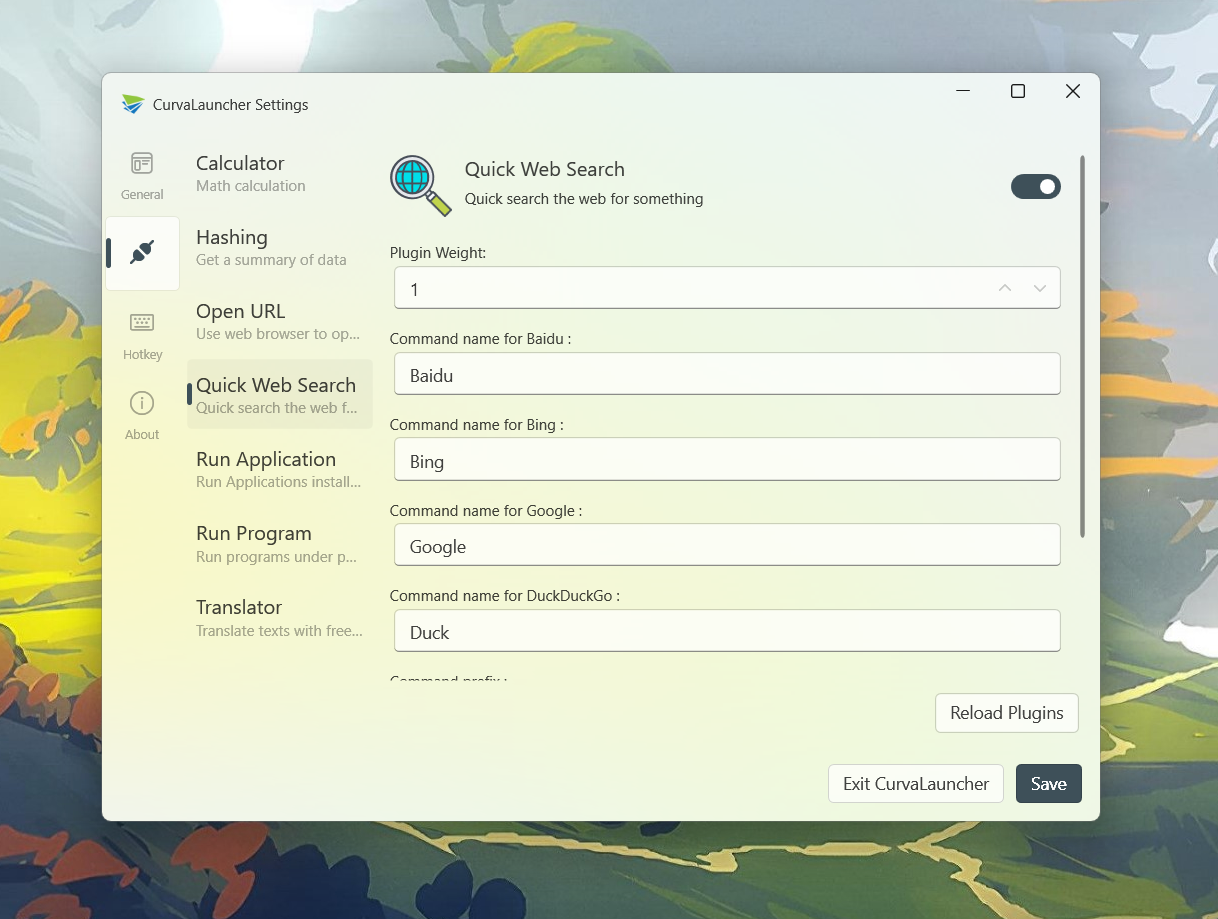 CurvaLauncher Settings
General
Hotkey
About
Calculator
Math calculation
Hashing
Get a summary of data
Open URL
Use web browser to op...
Quick Web Search
Quick search the web f...
Run Application
Run Applications install...
Run Program
Run programs under p...
Translator
Translate texts with free...
Quick Web Search
Quick search the web for something
Plugin Weight:
1
Command name for Baidu :
Baidu
Command name for Bing :
Bing
Command name for Google :
Google
Command name for DuckDuckGo :
Duck
Command prefix :
Reload Plugins
Exit CurvaLauncher
Save